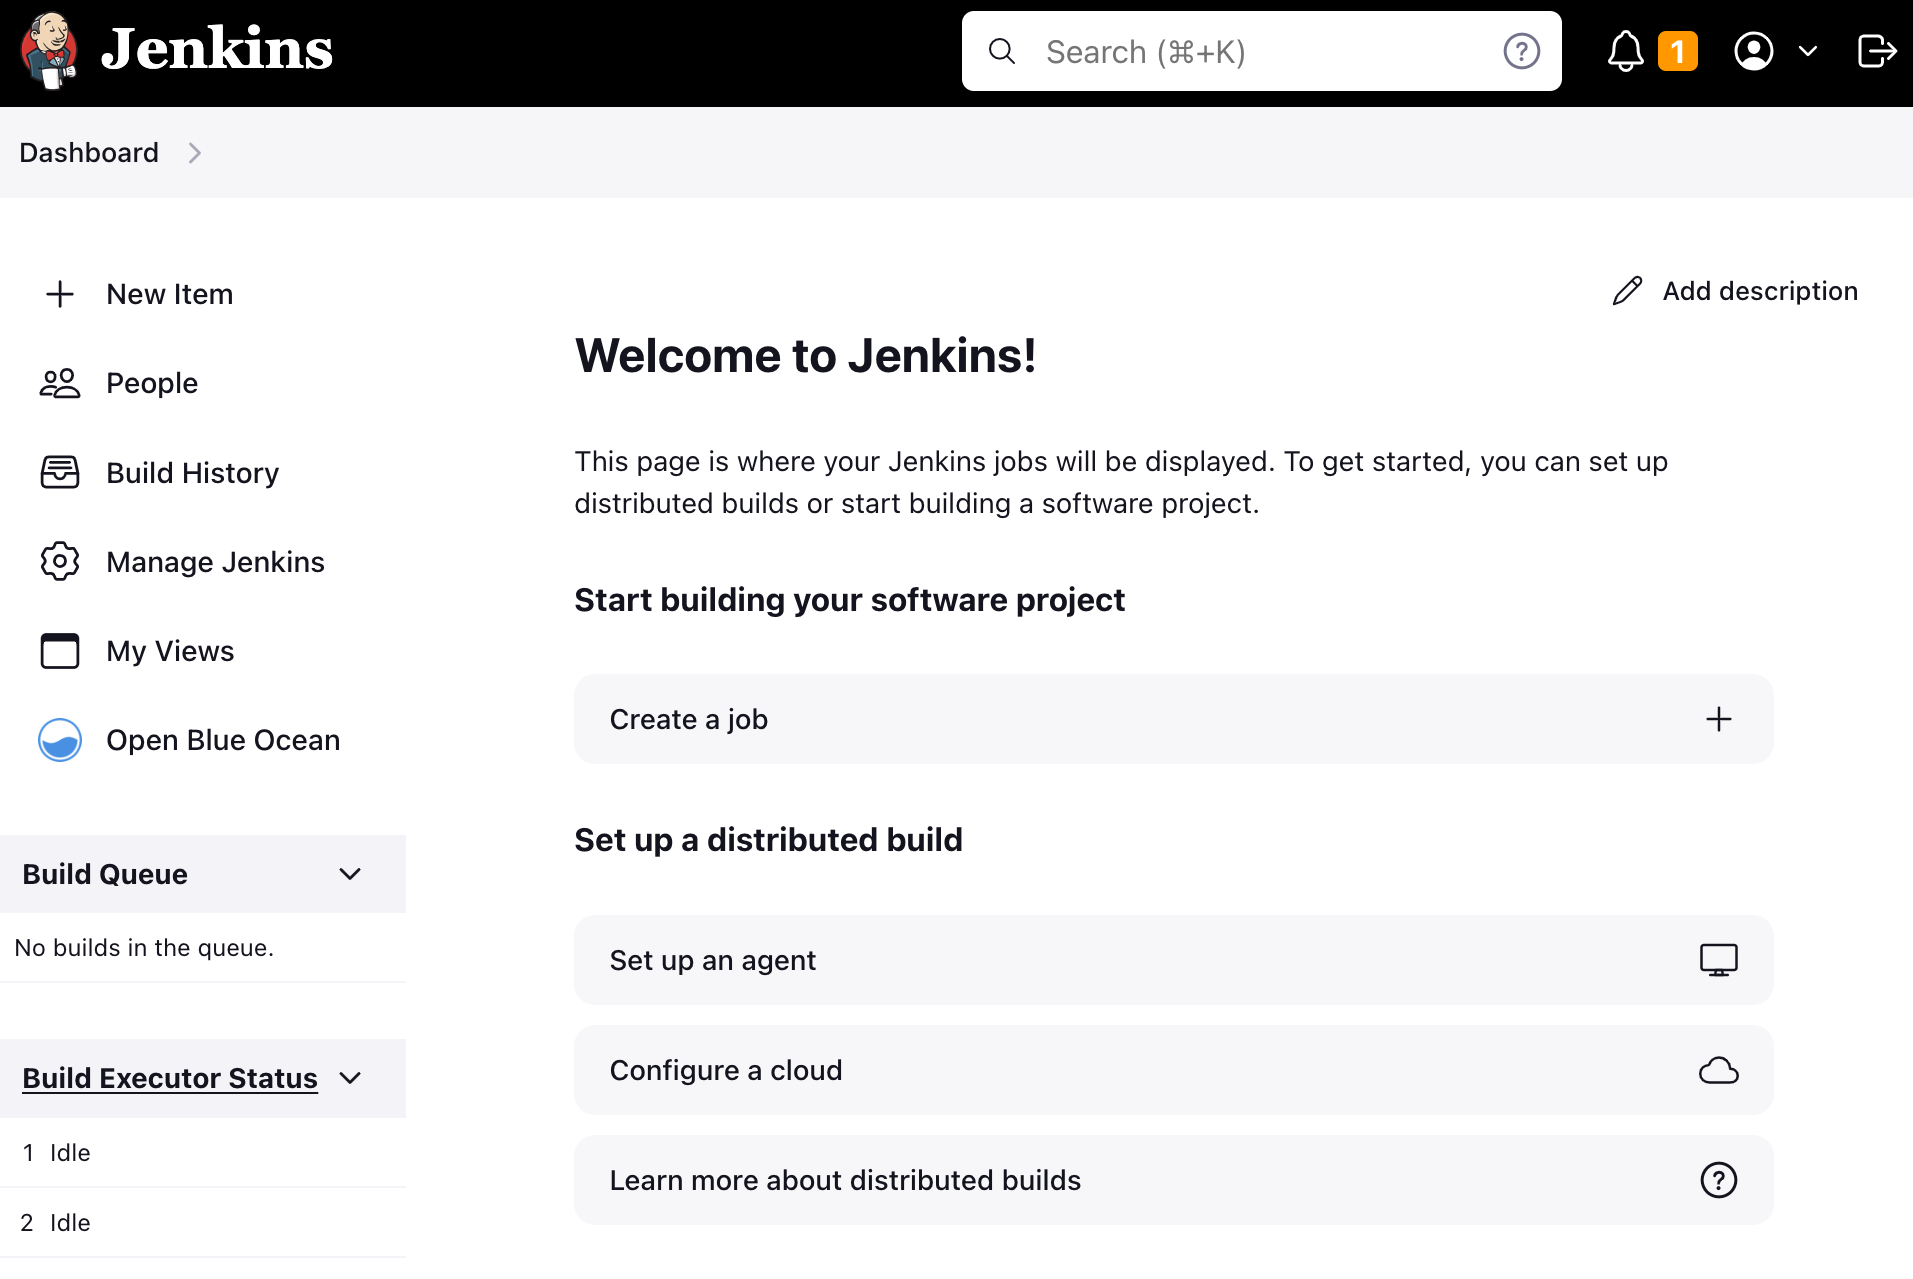 Jenkins
Search (⌘+K)
?
1
Dashboard
New Item
People
Build History
Manage Jenkins
My Views
Open Blue Ocean
Build Queue
No builds in the queue.
Build Executor Status
1 Idle
2 Idle
Add description
Welcome to Jenkins!
This page is where your Jenkins jobs will be displayed. To get started, you can set up
distributed builds or start building a software project.
Start building your software project
Create a job
Set up a distributed build
Set up an agent
Configure a cloud
Learn more about distributed builds
?